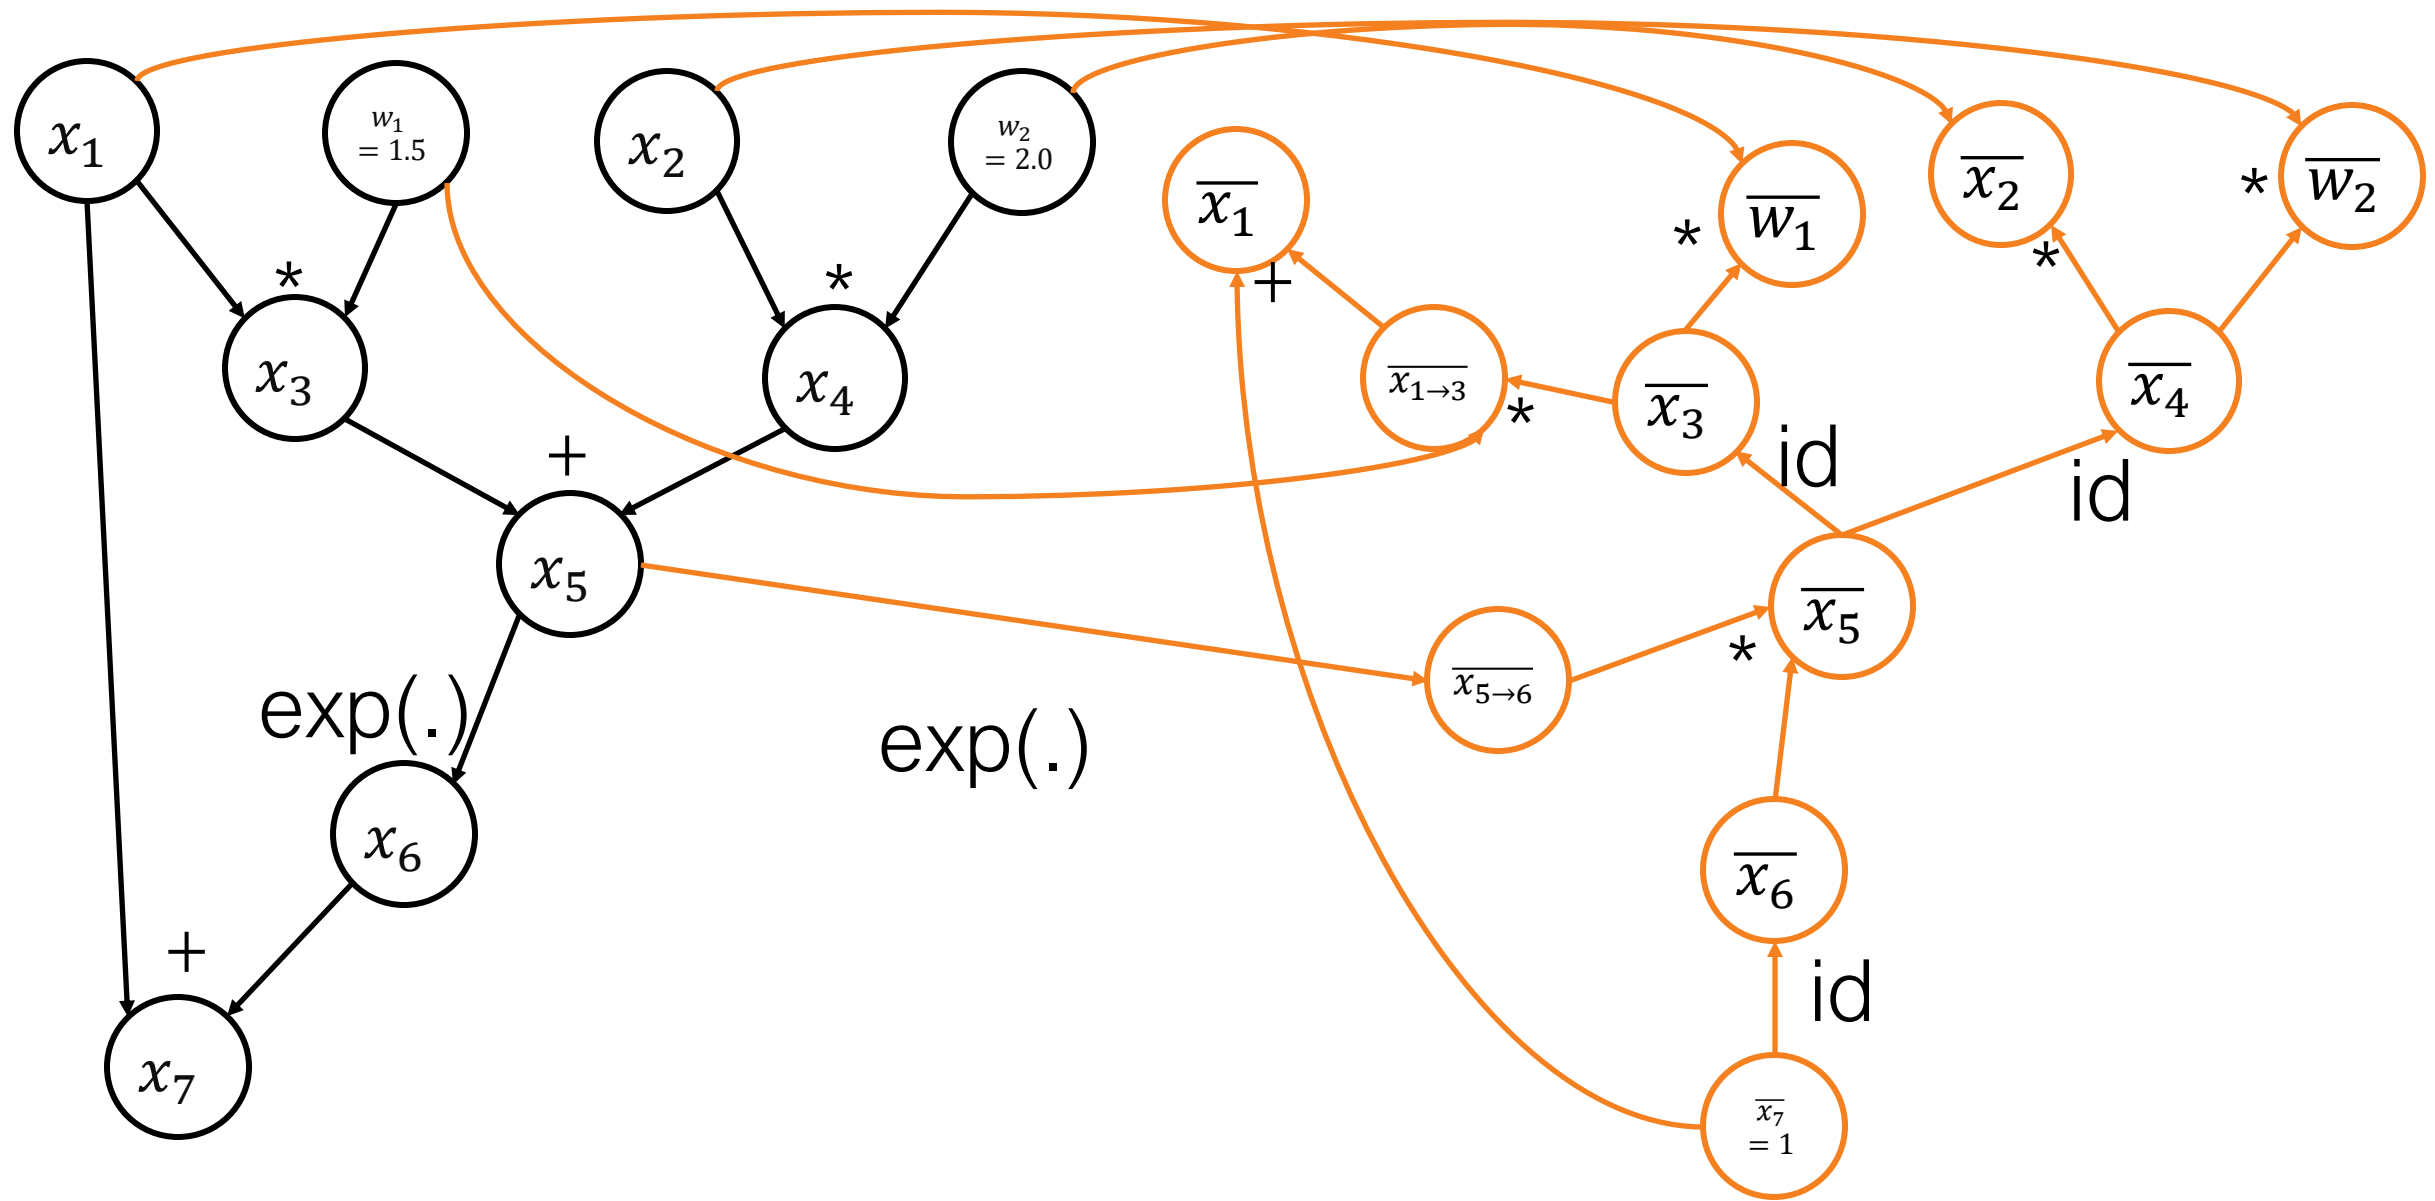 x₁
w₁
= 1.5
x₂
w₂
= 2.0
x̅₁
w̅₁
x̅₂
w̅₂
*
*
*
*
*
+
x₃
x₄
x̅₁→₃
x̅₃
x̅₄
*
+
id
id
x₅
x̅₅
exp(.)
exp(.)
x̅₅→₆
*
x₆
x̅₆
+
id
x₇
x̅₇
= 1